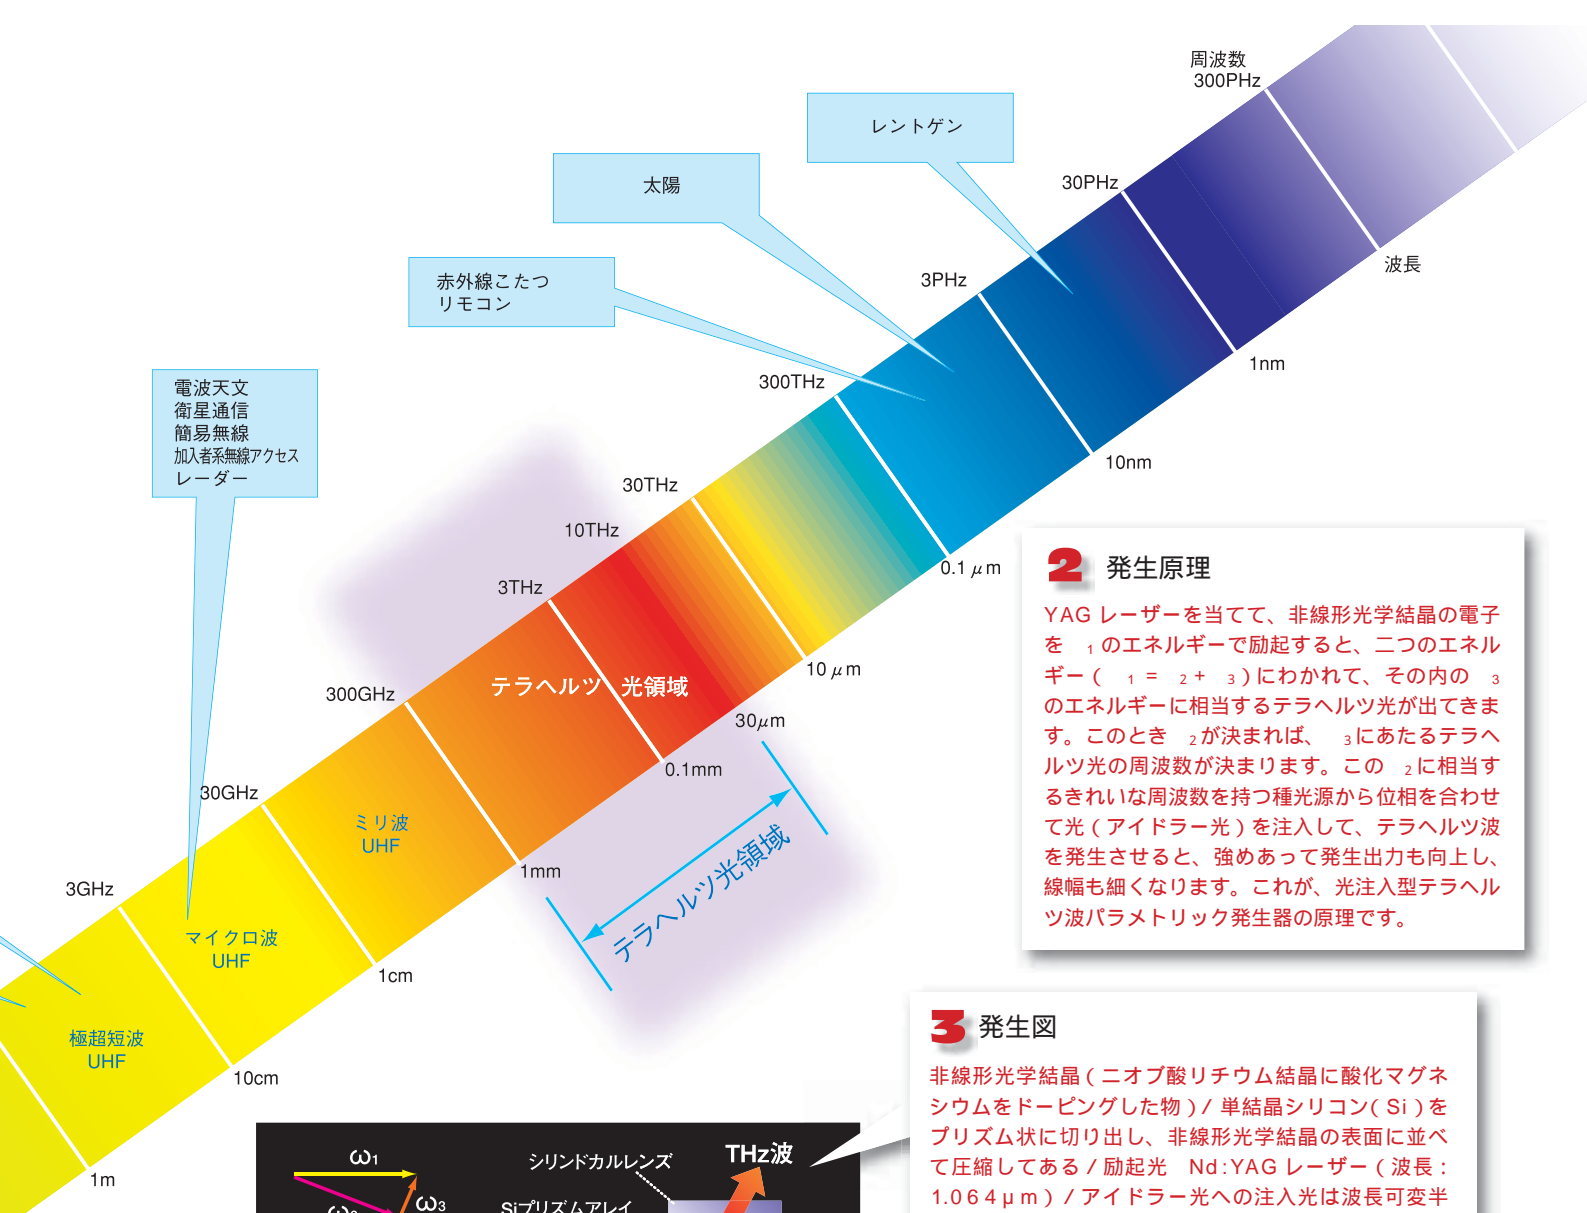 周波数
300PHz
レントゲン
30PHz
太陽
波長
赤外線こたつ
リモコン
3PHz
1nm
300THz
電波天文
衛星通信
簡易無線
加入者系無線アクセス
レーダー
10nm
30THz
10THz
0.1μm
3THz
10μm
300GHz
テラヘルツ光領域
30μm
0.1mm
30GHz
ミリ波
UHF
1mm
テラヘルツ光領域
3GHz
マイクロ波
UHF
1cm
極超短波
UHF
10cm
1m
2 発生原理
YAG レーザーを当てて、非線形光学結晶の電子
を 1のエネルギーで励起すると、二つのエネル
ギー( 1= 2+ 3)にわかれて、その内の 3
のエネルギーに相当するテラヘルツ光が出てきま
す。このとき 2が決まれば、 3にあたるテラヘ
ルツ光の周波数が決まります。この 2に相当す
るきれいな周波数を持つ種光源から位相を合わせ
て光(アイドラー光)を注入して、テラヘルツ波
を発生させると、強めあって発生出力も向上し、
線幅も細くなります。これが、光注入型テラヘル
ツ波パラメトリック発生器の原理です。
3 発生図
非線形光学結晶(ニオブ酸リチウム結晶に酸化マグネ
シウムをドーピングした物)/ 単結晶シリコン(Si)を
プリズム状に切り出し、非線形光学結晶の表面に並べ
て圧縮してある / 励起光 Nd:YAG レーザー(波長:
1.064μm)/ アイドラー光への注入光は波長可変半
ω1
シリンドカルレンズ
THz波
ω3
Siプリズムアレイ